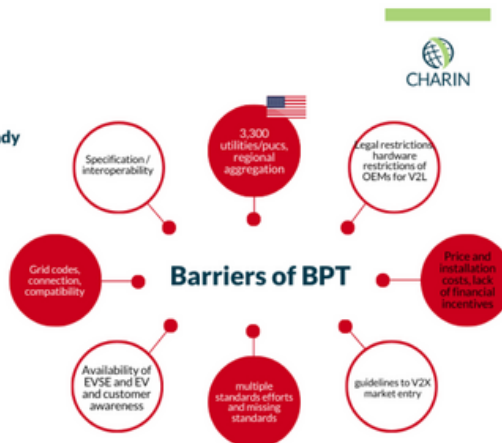 CHARIN
3,300
utilities/pucs,
regional
aggregation
Specification /
interoperability
Legal restrictions
hardware
restrictions of
OEMs for V2L
Grid codes,
connection,
compatibility
Barriers of BPT
Price and
installation
costs, lack
of financial
incentives
Availability of
EVSE and EV
and customer
awareness
multiple
standards efforts
and missing
standards
guidelines to V2X
market entry